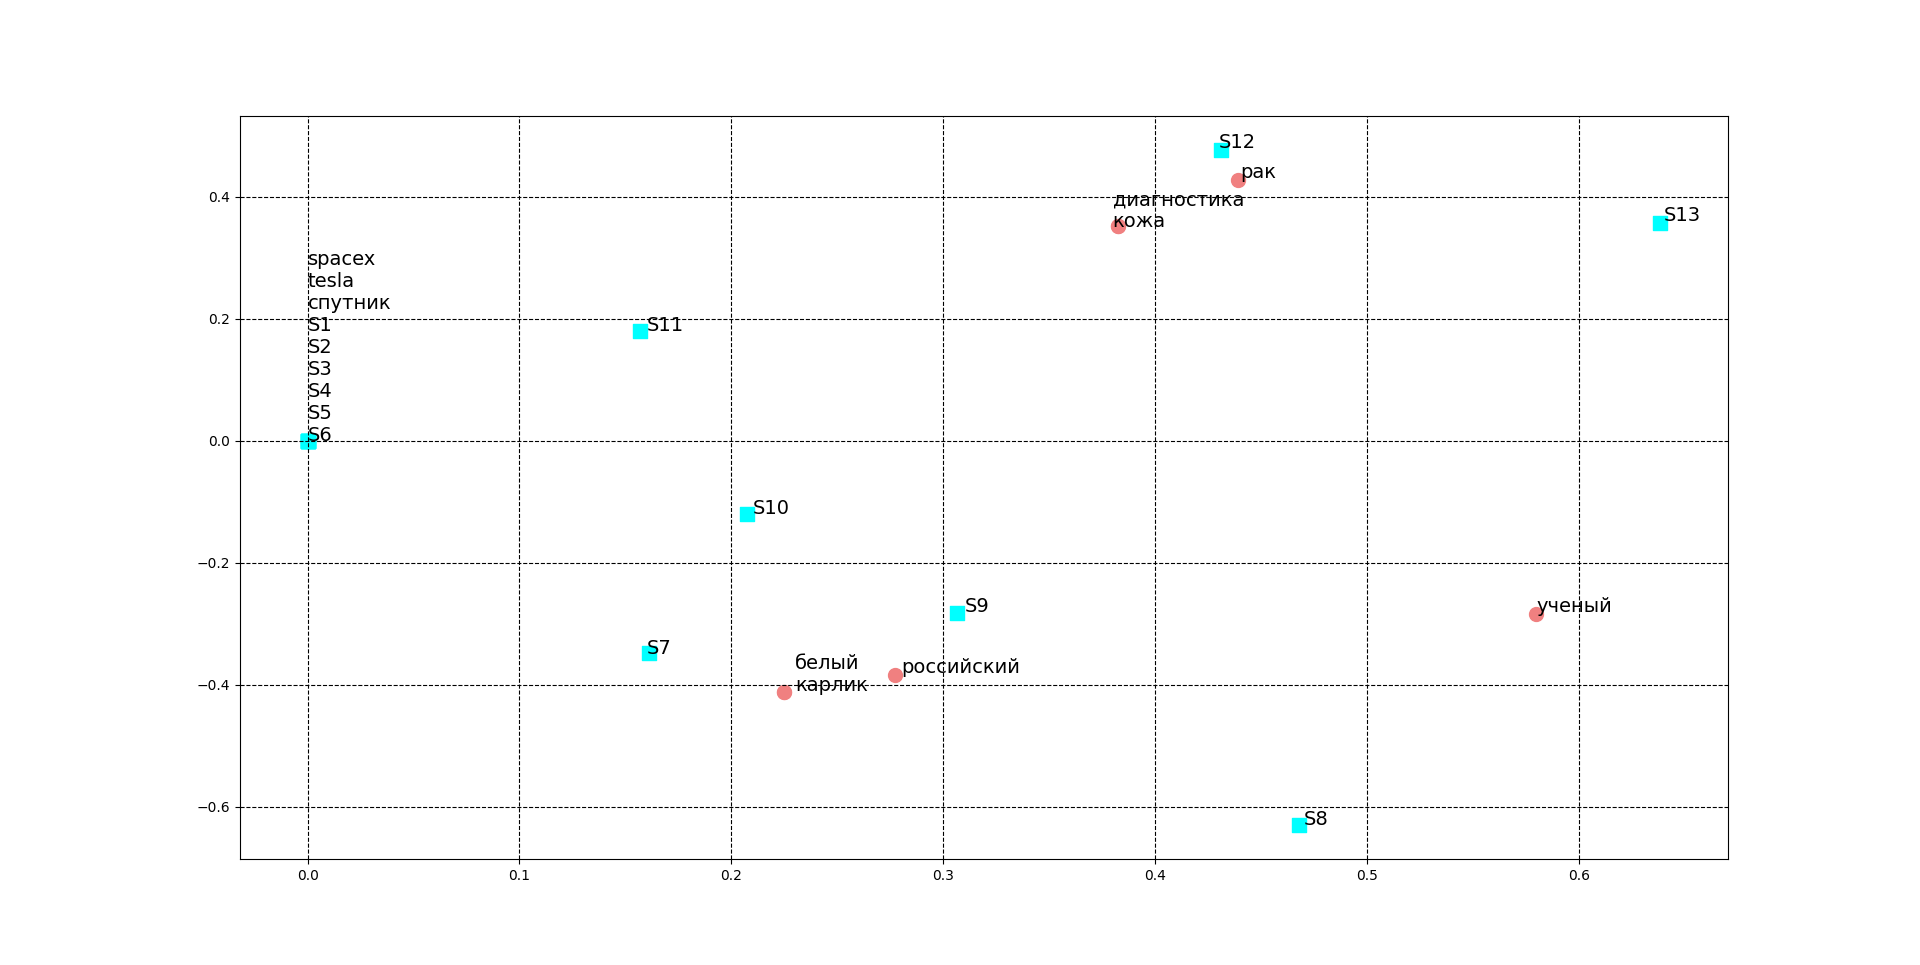 S12
рак
диагностика
кожа
S13
spacex
tesla
спутник
S1
S2
S3
S4
S5
S6
S11
S10
S9
ученый
S7
белый
карлик
российский
S8
0.4
0.2
0.0
−0.2
−0.4
−0.6
0.0 0.1 0.2 0.3 0.4 0.5 0.6